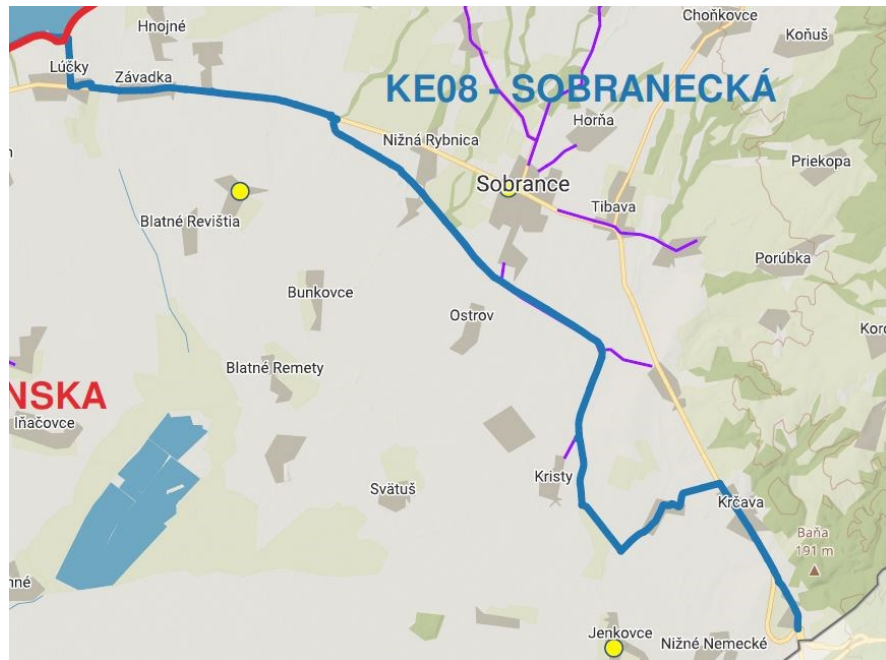 Hnojné
Choňkovce
Koňuš
Lúčky
Závadka
KE08 - SOBRANECKÁ
Horňa
Nižná Rybnica
Priekopa
Sobrance
Tibava
Blatné Revištia
Porúbka
Bunkovce
Ostrov
Blatné Remety
NSKA
Iňačovce
Kristy
Svätuš
Krčava
Baňa
191 m
Jenkovce
Nižné Nemecké